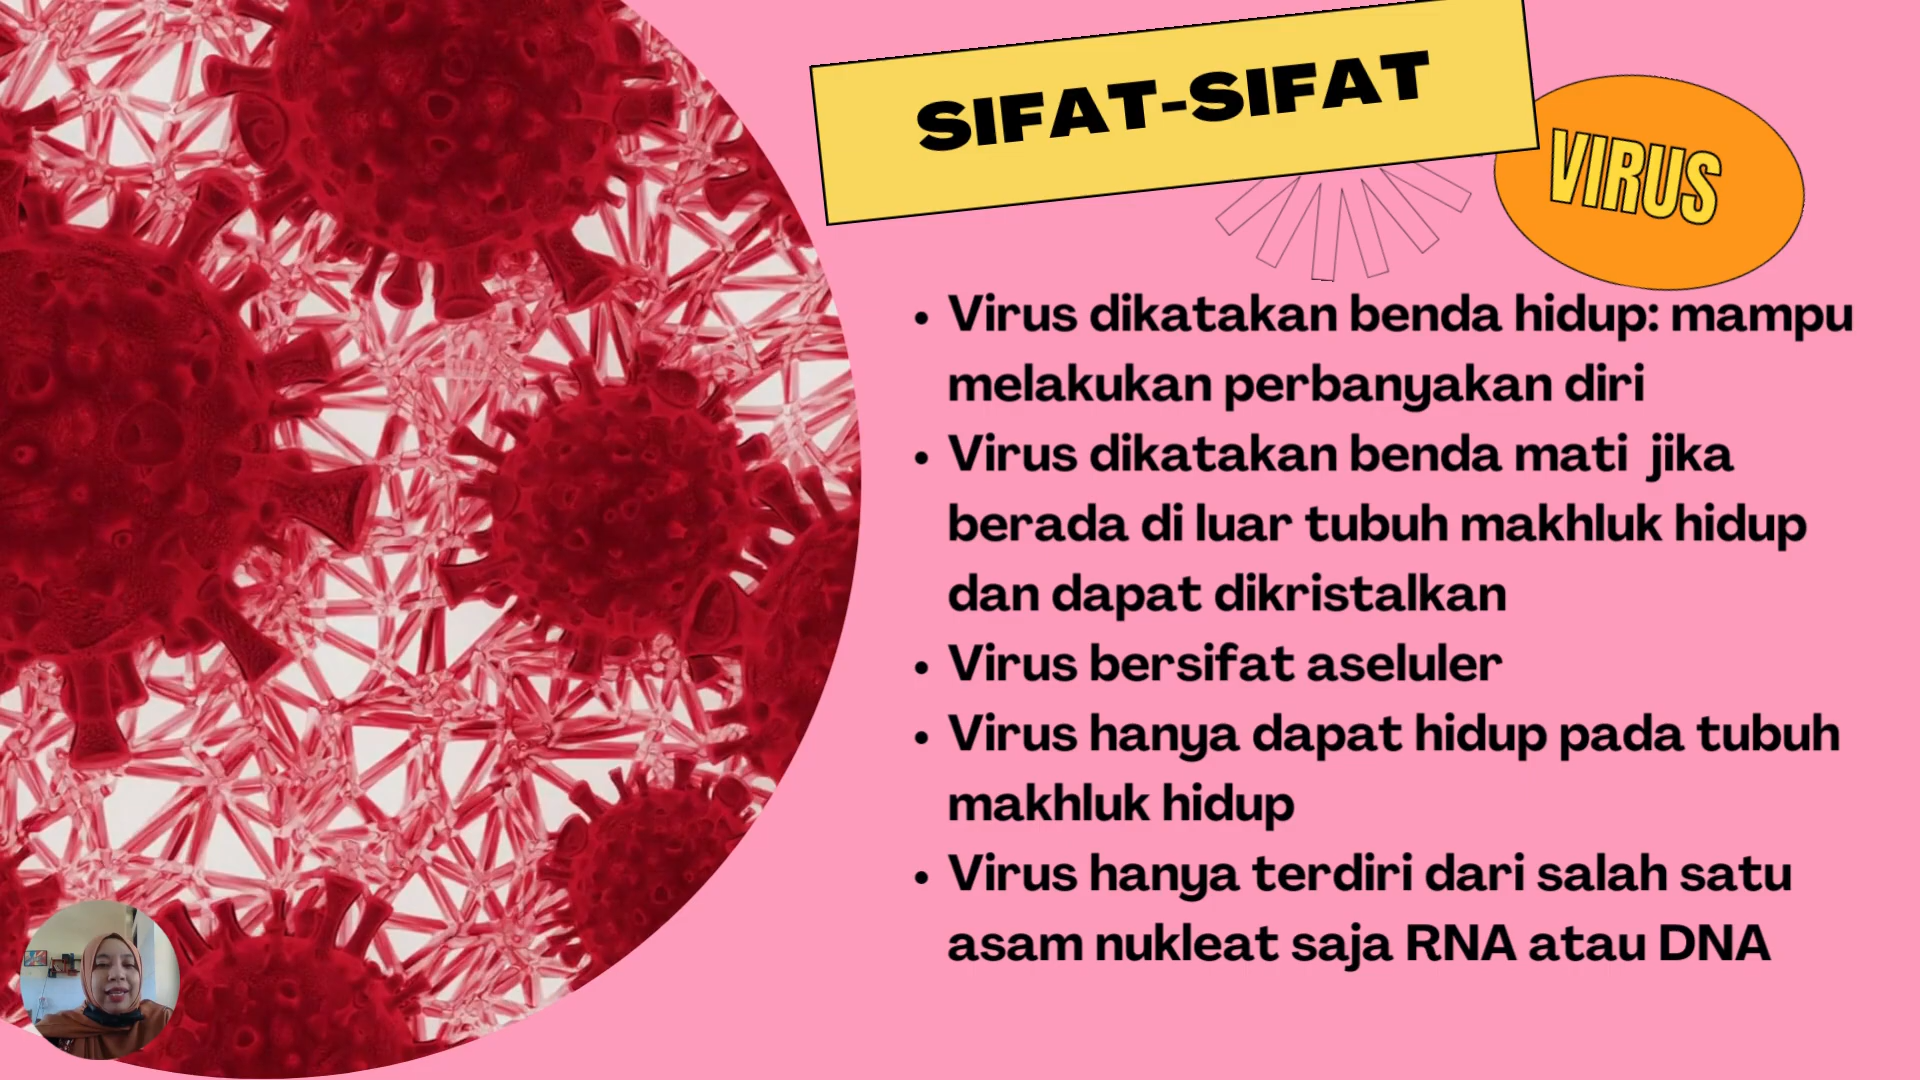 SIFAT-SIFAT
VIRUS
• Virus dikatakan benda hidup: mampu
melakukan perbanyakan diri
• Virus dikatakan benda mati  jika
berada di luar tubuh makhluk hidup
dan dapat dikristalkan
• Virus bersifat aseluler
• Virus hanya dapat hidup pada tubuh
makhluk hidup
• Virus hanya terdiri dari salah satu
asam nukleat saja RNA atau DNA